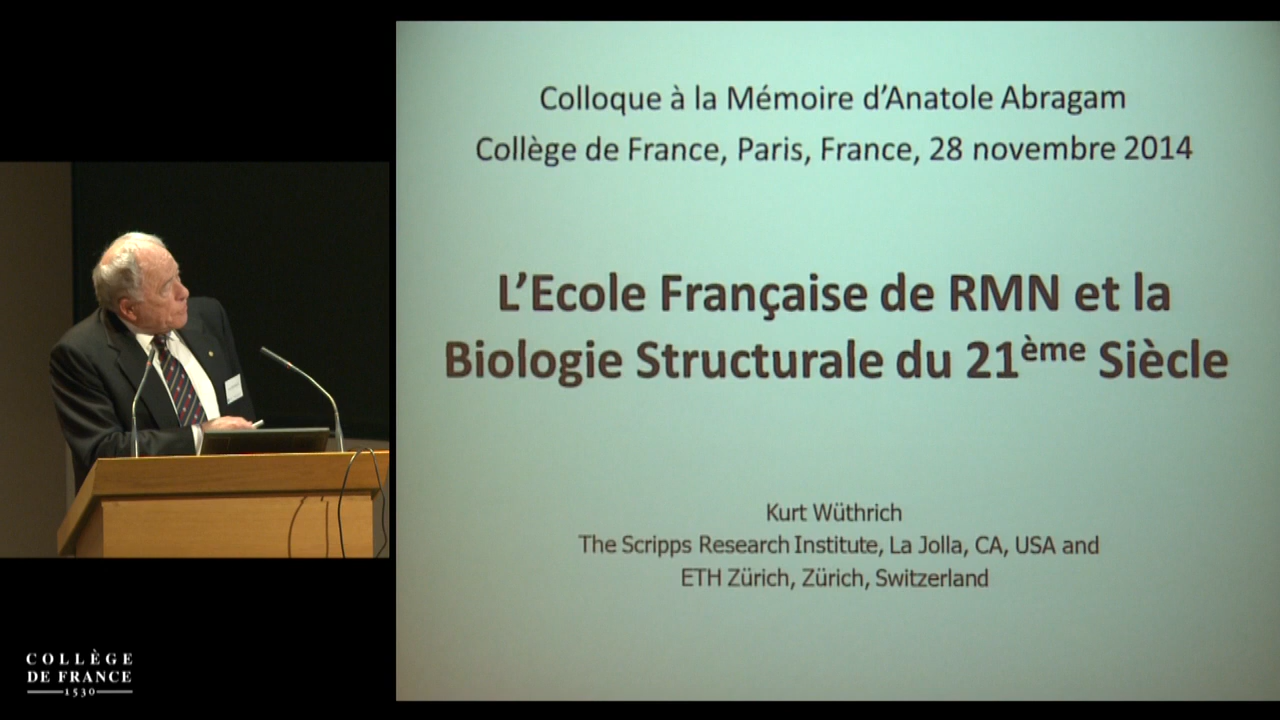 Colloque à la Mémoire d'Anatole Abragam
Collège de France, Paris, France, 28 novembre 2014
L'Ecole Française de RMN et la
Biologie Structurale du 21ème Siècle
Kurt Wüthrich
The Scripps Research Institute, La Jolla, CA, USA and
ETH Zürich, Zürich, Switzerland
COLLÈGE
DE FRANCE
1530